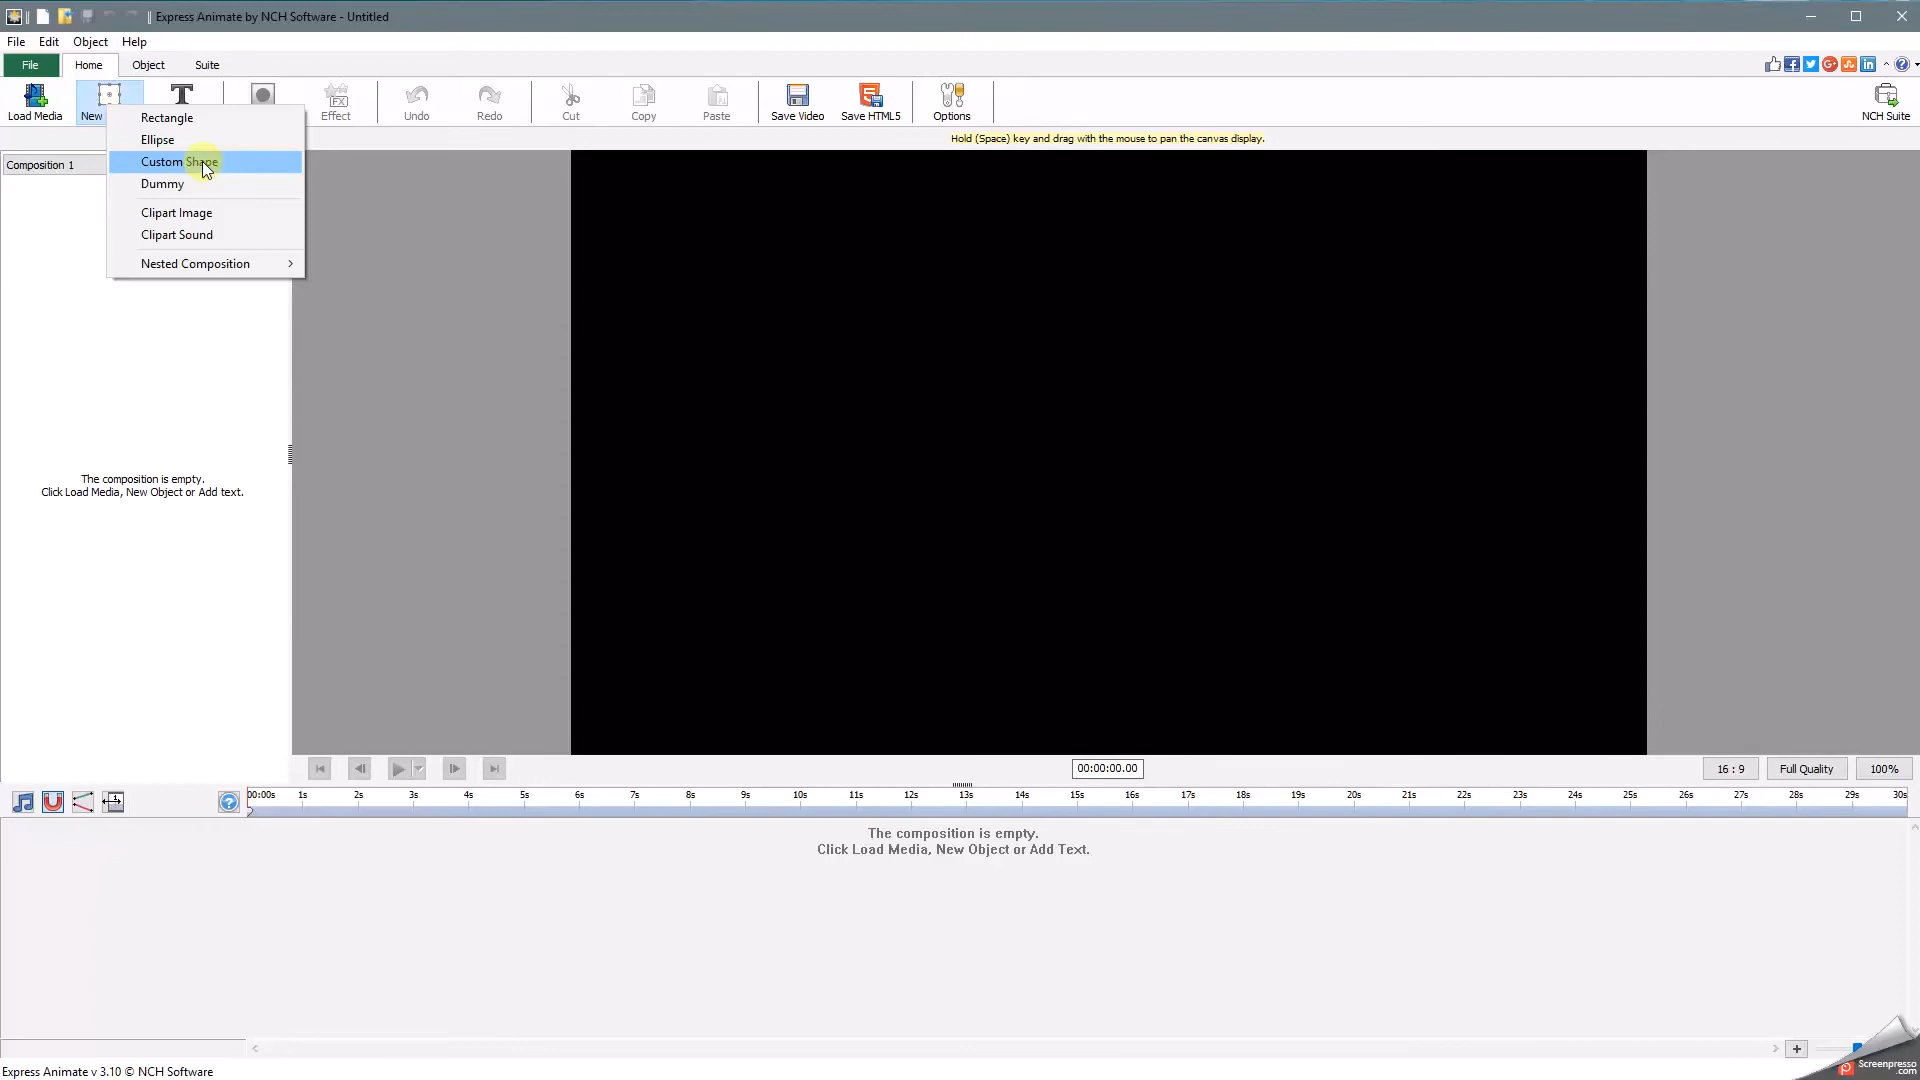 Express Animate by NCH Software - Untitled
File Edit Object Help
File Home Object Suite
Load Media New Effect Undo Redo Cut Copy Paste Save Video Save HTML5 Options NCH Suite
Hold (Space) key and drag with the mouse to pan the canvas display.
Composition 1
Rectangle
Ellipse
Custom Shape
Dummy
Clipart Image
Clipart Sound
Nested Composition
The composition is empty.
Click Load Media, New Object or Add text.
00:00:00.00 16 : 9 Full Quality 100%
00:00s 1s 2s 3s 4s 5s 6s 7s 8s 9s 10s 11s 12s 13s 14s 15s 16s 17s 18s 19s 20s 21s 22s 23s 24s 25s 26s 27s 28s 29s 30s
The composition is empty.
Click Load Media, New Object or Add Text.
Express Animate v 3.10 © NCH Software
Screenpresso
.com